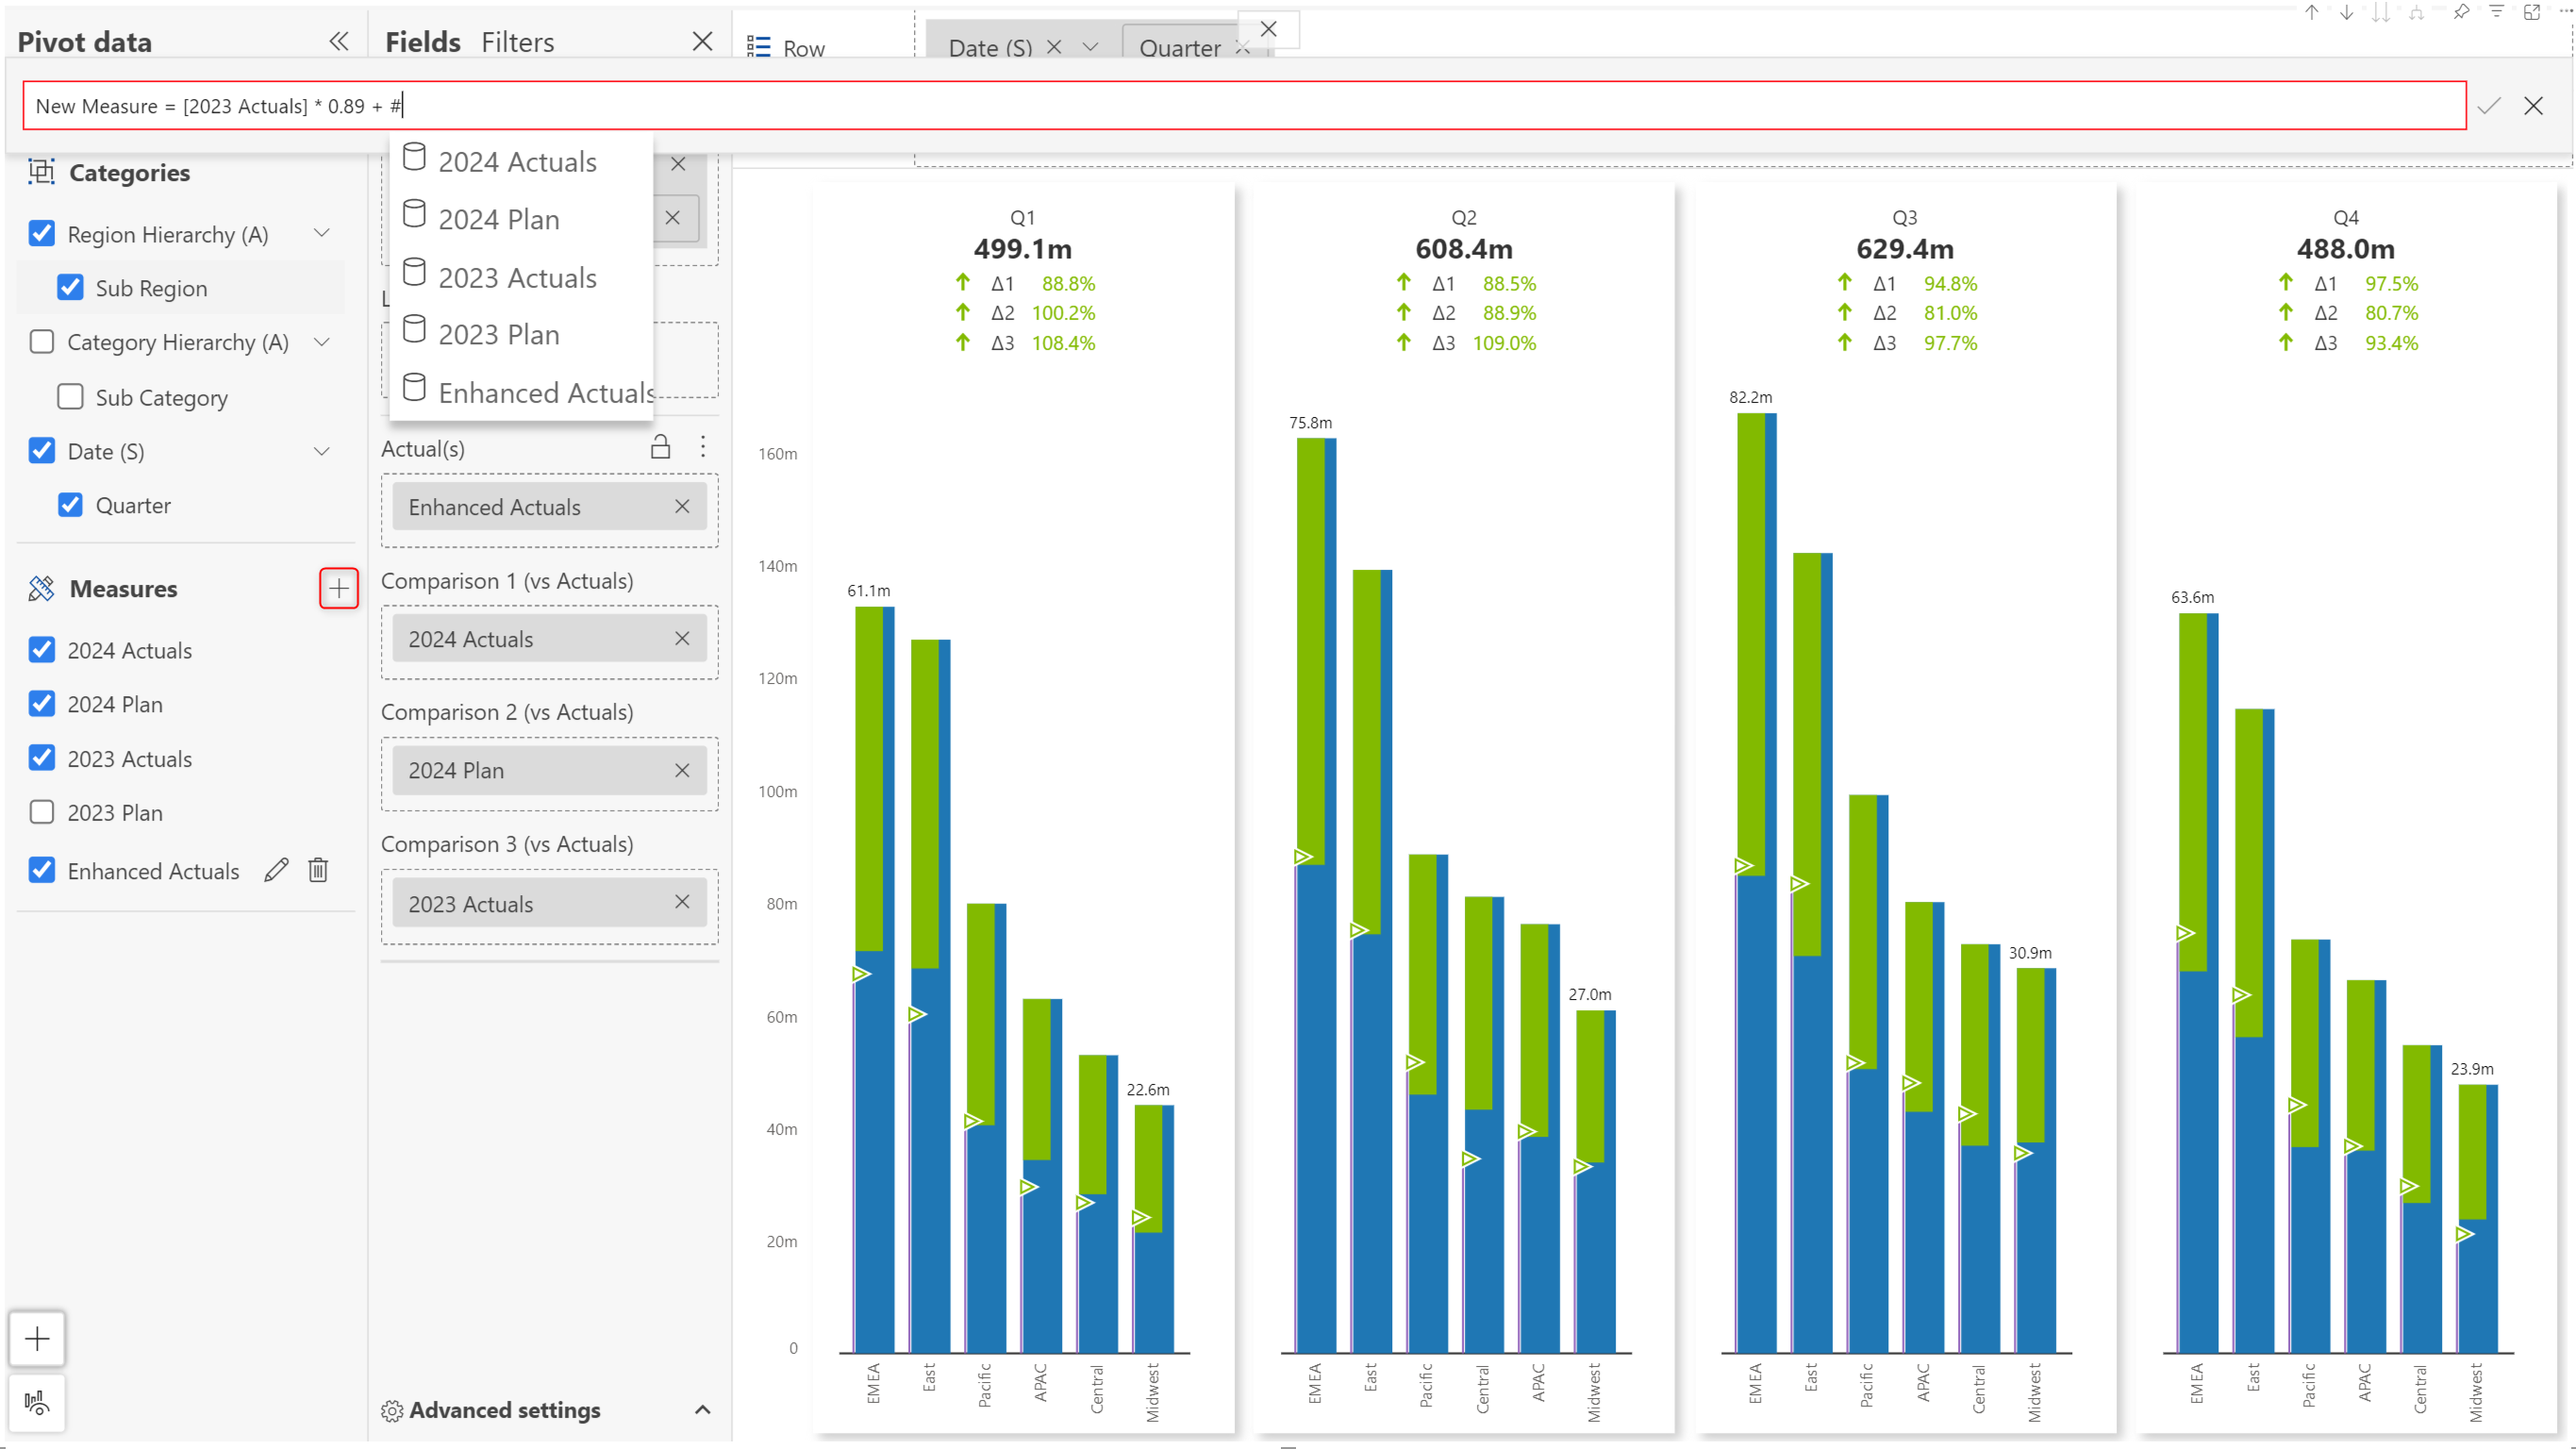 Pivot data
Fields Filters
Row
Date (S) Quarter
New Measure = [2023 Actuals] * 0.89 + #
2024 Actuals
2024 Plan
2023 Actuals
2023 Plan
Enhanced Actuals
Categories
Region Hierarchy (A)
Sub Region
Category Hierarchy (A)
Sub Category
Date (S)
Quarter
Measures
2024 Actuals
2024 Plan
2023 Actuals
2023 Plan
Enhanced Actuals
Actual(s)
Enhanced Actuals
Comparison 1 (vs Actuals)
2024 Actuals
Comparison 2 (vs Actuals)
2024 Plan
Comparison 3 (vs Actuals)
2023 Actuals
Advanced settings
160m
140m
120m
100m
80m
60m
40m
20m
0
Q1
499.1m
Δ1 88.8%
Δ2 100.2%
Δ3 108.4%
61.1m
22.6m
EMEA
East
Pacific
APAC
Central
Midwest
Q2
608.4m
Δ1 88.5%
Δ2 88.9%
Δ3 109.0%
75.8m
27.0m
EMEA
East
Pacific
Central
APAC
Midwest
Q3
629.4m
Δ1 94.8%
Δ2 81.0%
Δ3 97.7%
82.2m
30.9m
EMEA
East
Pacific
APAC
Central
Midwest
Q4
488.0m
Δ1 97.5%
Δ2 80.7%
Δ3 93.4%
63.6m
23.9m
EMEA
East
Pacific
APAC
Central
Midwest